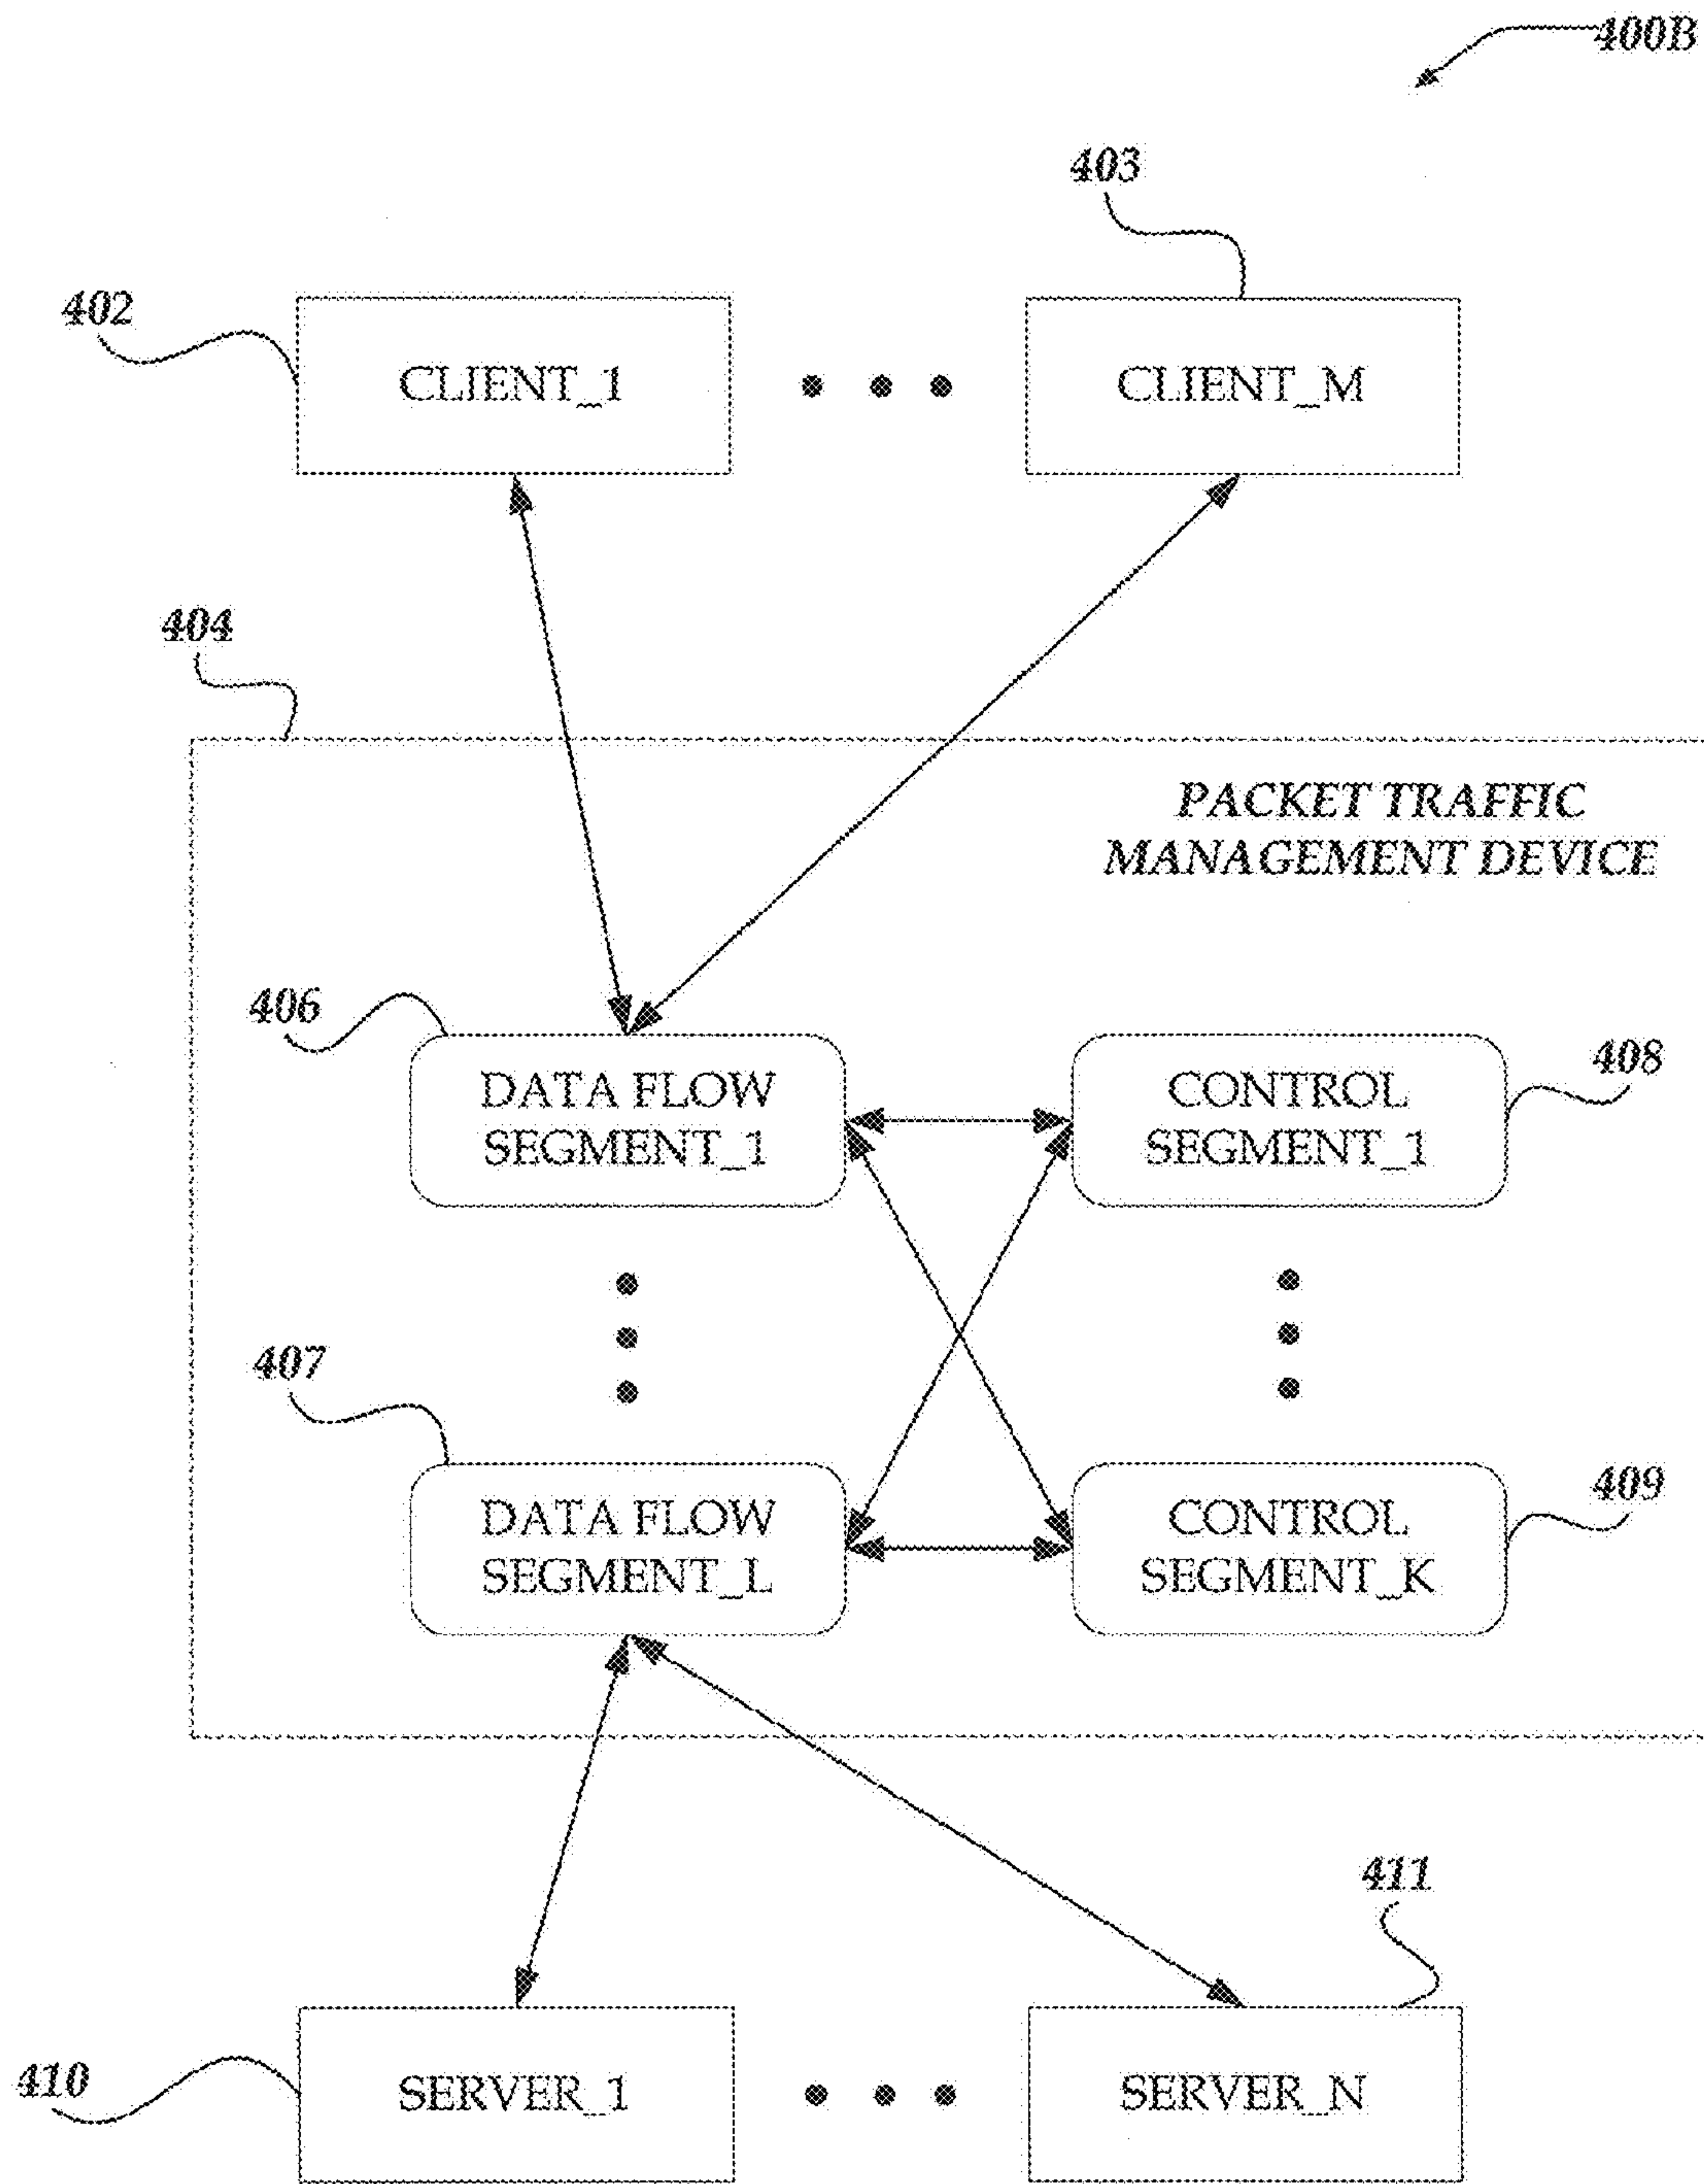 400B
403
402
CLIENT_1
CLIENT_M
404
PACKET TRAFFIC
MANAGEMENT DEVICE
406
DATA FLOW
SEGMENT_1
CONTROL
SEGMENT_1
408
407
DATA FLOW
SEGMENT_L
CONTROL
SEGMENT_K
409
411
410
SERVER_1
SERVER_N